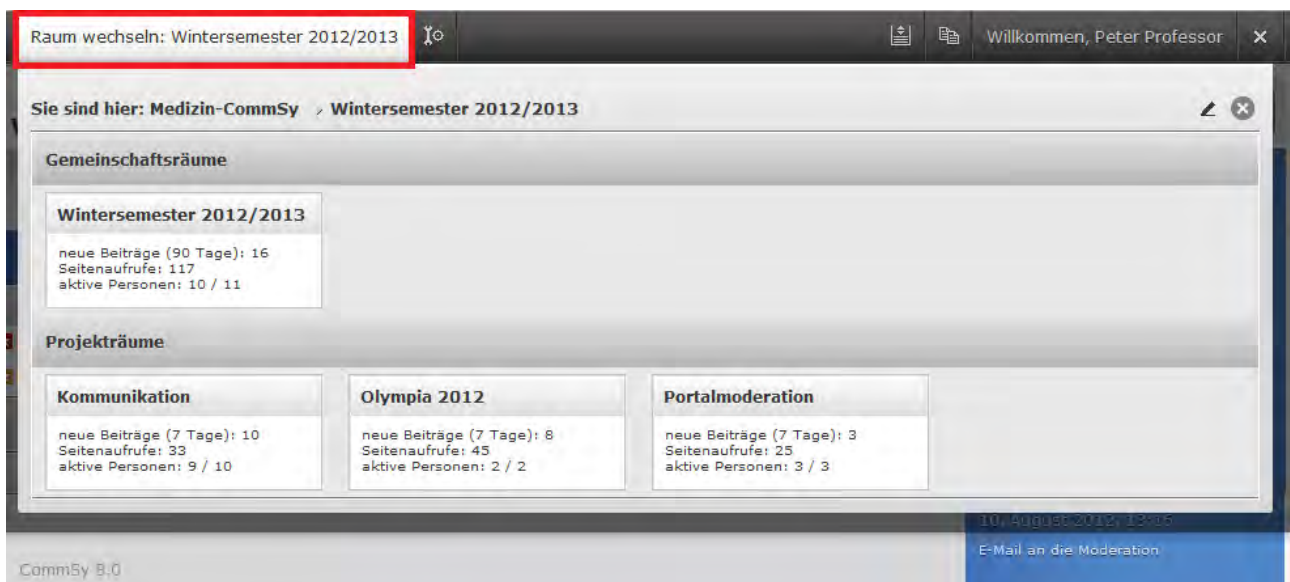 Raum wechseln: Wintersemester 2012/2013
Willkommen, Peter Professor
Sie sind hier: Medizin-CommSy › Wintersemester 2012/2013
Gemeinschaftsräume
Wintersemester 2012/2013
neue Beiträge (90 Tage): 16
Seitenaufrufe: 117
aktive Personen: 10 / 11
Projekträume
Kommunikation
neue Beiträge (7 Tage): 10
Seitenaufrufe: 33
aktive Personen: 9 / 10
Olympia 2012
neue Beiträge (7 Tage): 8
Seitenaufrufe: 45
aktive Personen: 2 / 2
Portalmoderation
neue Beiträge (7 Tage): 3
Seitenaufrufe: 25
aktive Personen: 3 / 3
10. August 2012, 13:16
E-Mail an die Moderation
CommSy 8.0